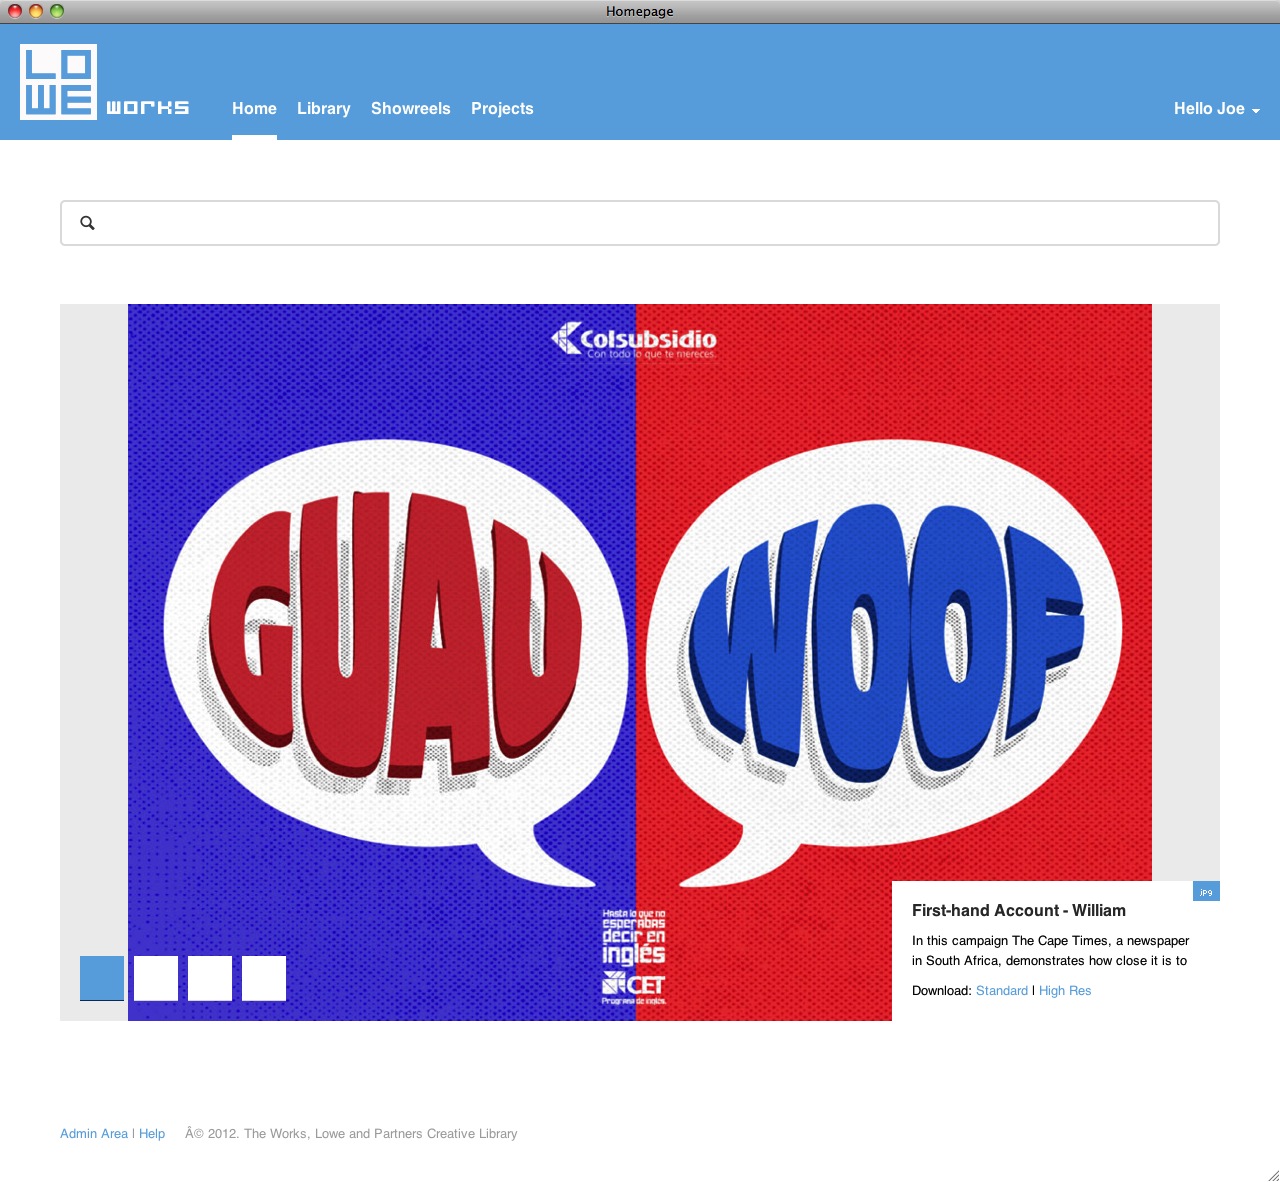 Homepage
LOWE works
Home Library Showreels Projects
Hello Joe
Colsubsidio
Con todo lo que te mereces.
GUAU
WOOF
Hasta lo que no
esperabas
decir en
inglés
CET
Programa de inglés.
jpg
First-hand Account - William
In this campaign The Cape Times, a newspaper
in South Africa, demonstrates how close it is to
Download: Standard | High Res
Admin Area | Help Â© 2012. The Works, Lowe and Partners Creative Library